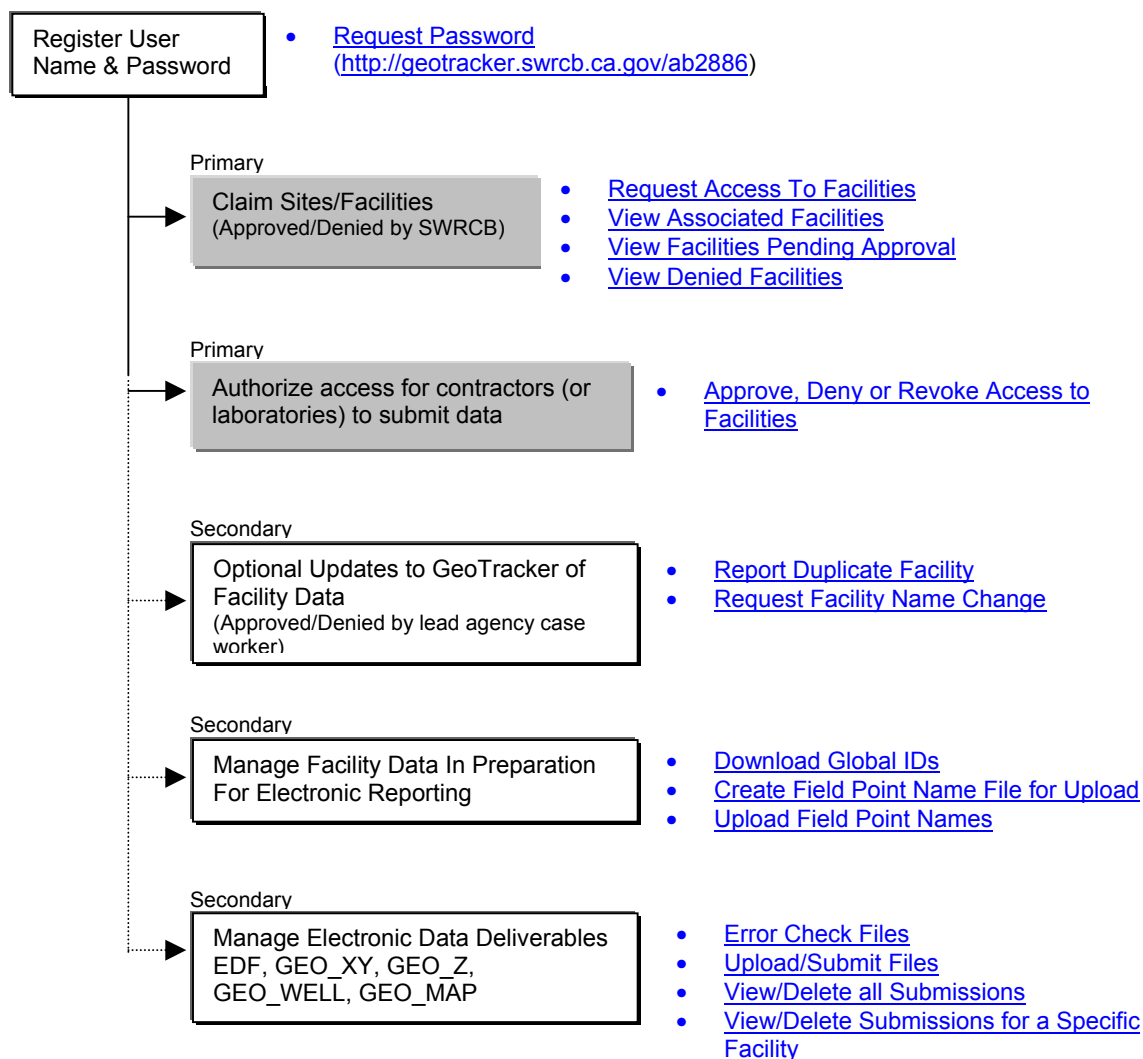 Register User
Name & Password
• Request Password
(http://geotracker.swrcb.ca.gov/ab2886)
Primary
Claim Sites/Facilities
(Approved/Denied by SWRCB)
• Request Access To Facilities
• View Associated Facilities
• View Facilities Pending Approval
• View Denied Facilities
Primary
Authorize access for contractors (or
laboratories) to submit data
• Approve, Deny or Revoke Access to
Facilities
Secondary
Optional Updates to GeoTracker of
Facility Data
(Approved/Denied by lead agency case
worker)
• Report Duplicate Facility
• Request Facility Name Change
Secondary
Manage Facility Data In Preparation
For Electronic Reporting
• Download Global IDs
• Create Field Point Name File for Upload
• Upload Field Point Names
Secondary
Manage Electronic Data Deliverables
EDF, GEO_XY, GEO_Z,
GEO_WELL, GEO_MAP
• Error Check Files
• Upload/Submit Files
• View/Delete all Submissions
• View/Delete Submissions for a Specific
Facility